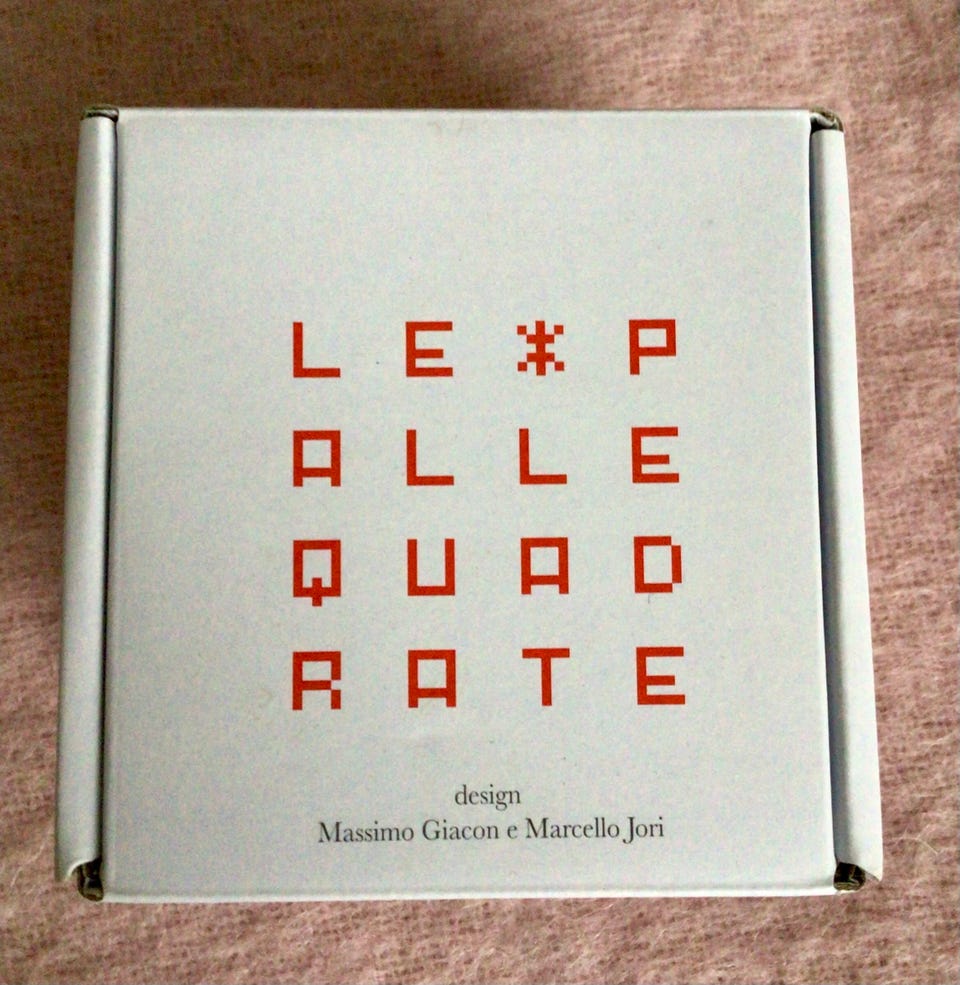 LE*P
ALLE
QUAD
RATE
design
Massimo Giacon e Marcello Jori